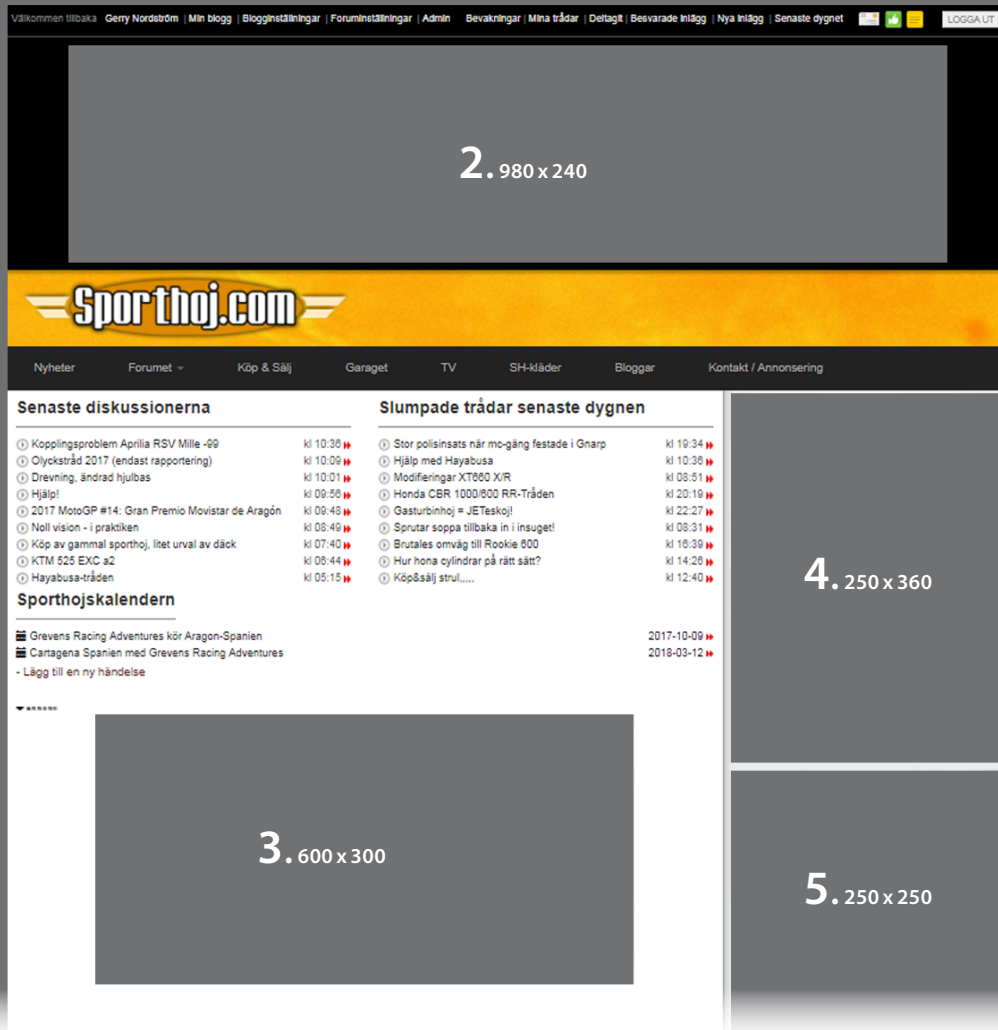 Välkommen tillbaka Gerry Nordström | Min blogg | Blogginställningar | Foruminställningar | Admin Bevakningar | Mina trådar | Deltagit | Besvarade inlägg | Nya inlägg | Senaste dygnet LOGGA UT
2. 980 x 240
Sporthoj.com
Nyheter Forumet Köp & Sälj Garaget TV SH-kläder Bloggar Kontakt / Annonsering
Senaste diskussionerna
Kopplingsproblem Aprilia RSV Mille -99 kl 10:36
Olyckstråd 2017 (endast rapportering) kl 10:09
Drevning, ändrad hjulbas kl 10:01
Hjälp! kl 09:56
2017 MotoGP #14: Gran Premio Movistar de Aragón kl 09:48
Noll vision - i praktiken kl 08:49
Köp av gammal sporthoj, litet urval av däck kl 07:40
KTM 525 EXC a2 kl 06:44
Hayabusa-tråden kl 05:15
Slumpade trådar senaste dygnen
Stor polisinsats när mc-gäng festade i Gnarp kl 19:34
Hjälp med Hayabusa kl 10:36
Modifieringar XT660 X/R kl 08:51
Honda CBR 1000/600 RR-Tråden kl 20:19
Gasturbinhoj = JETeskoj! kl 22:27
Sprutar soppa tillbaka in i insuget! kl 08:31
Brutales omväg till Rookie 600 kl 16:39
Hur hona cylindrar på rätt sätt? kl 14:26
Köp&sälj strul..... kl 12:40
Sporthojskalendern
Grevens Racing Adventures kör Aragon-Spanien 2017-10-09
Cartagena Spanien med Grevens Racing Adventures 2018-03-12
- Lägg till en ny händelse
ANNONS
3. 600 x 300
4. 250 x 360
5. 250 x 250